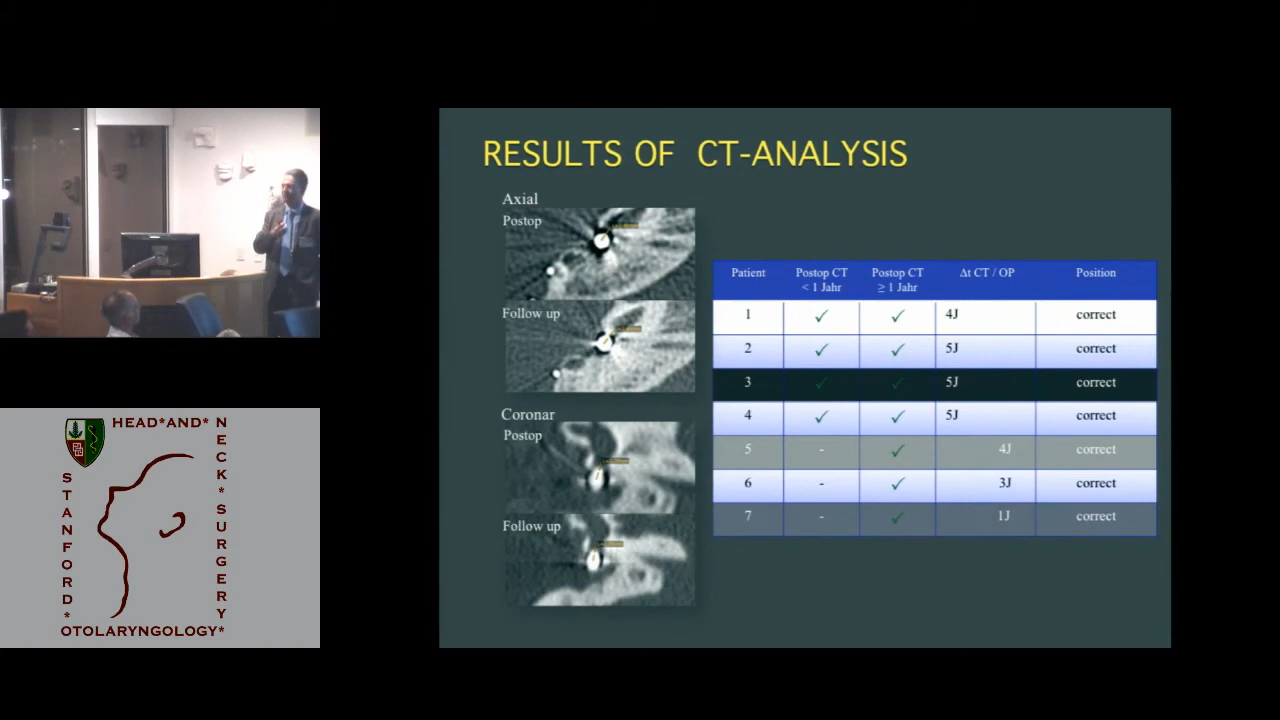 RESULTS OF CT-ANALYSIS
Axial
Postop
Follow up
Coronar
Postop
Follow up
Patient Postop CT < 1 Jahr Postop CT ≥ 1 Jahr Δt CT / OP Position
1 ✓ ✓ 4J correct
2 ✓ ✓ 5J correct
3 ✓ ✓ 5J correct
4 ✓ ✓ 5J correct
5 - ✓ 4J correct
6 - ✓ 3J correct
7 - ✓ 1J correct
HEAD*AND*
NECK*SURGERY*
STANFORD*
OTOLARYNGOLOGY*